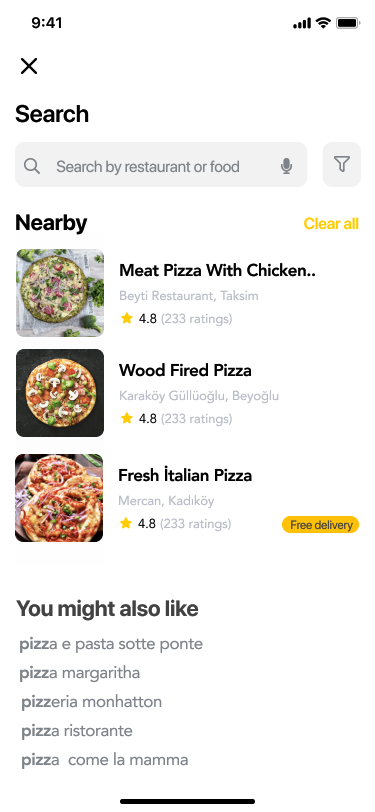 9:41
Search
Search by restaurant or food
Nearby
Clear all
Meat Pizza With Chicken..
Beyti Restaurant, Taksim
4.8 (233 ratings)
Wood Fired Pizza
Karaköy Güllüoğlu, Beyoğlu
4.8 (233 ratings)
Fresh İtalian Pizza
Mercan, Kadıköy
4.8 (233 ratings)
Free delivery
You might also like
pizza e pasta sotte ponte
pizza margaritha
pizzeria monhatton
pizza ristorante
pizza  come la mamma